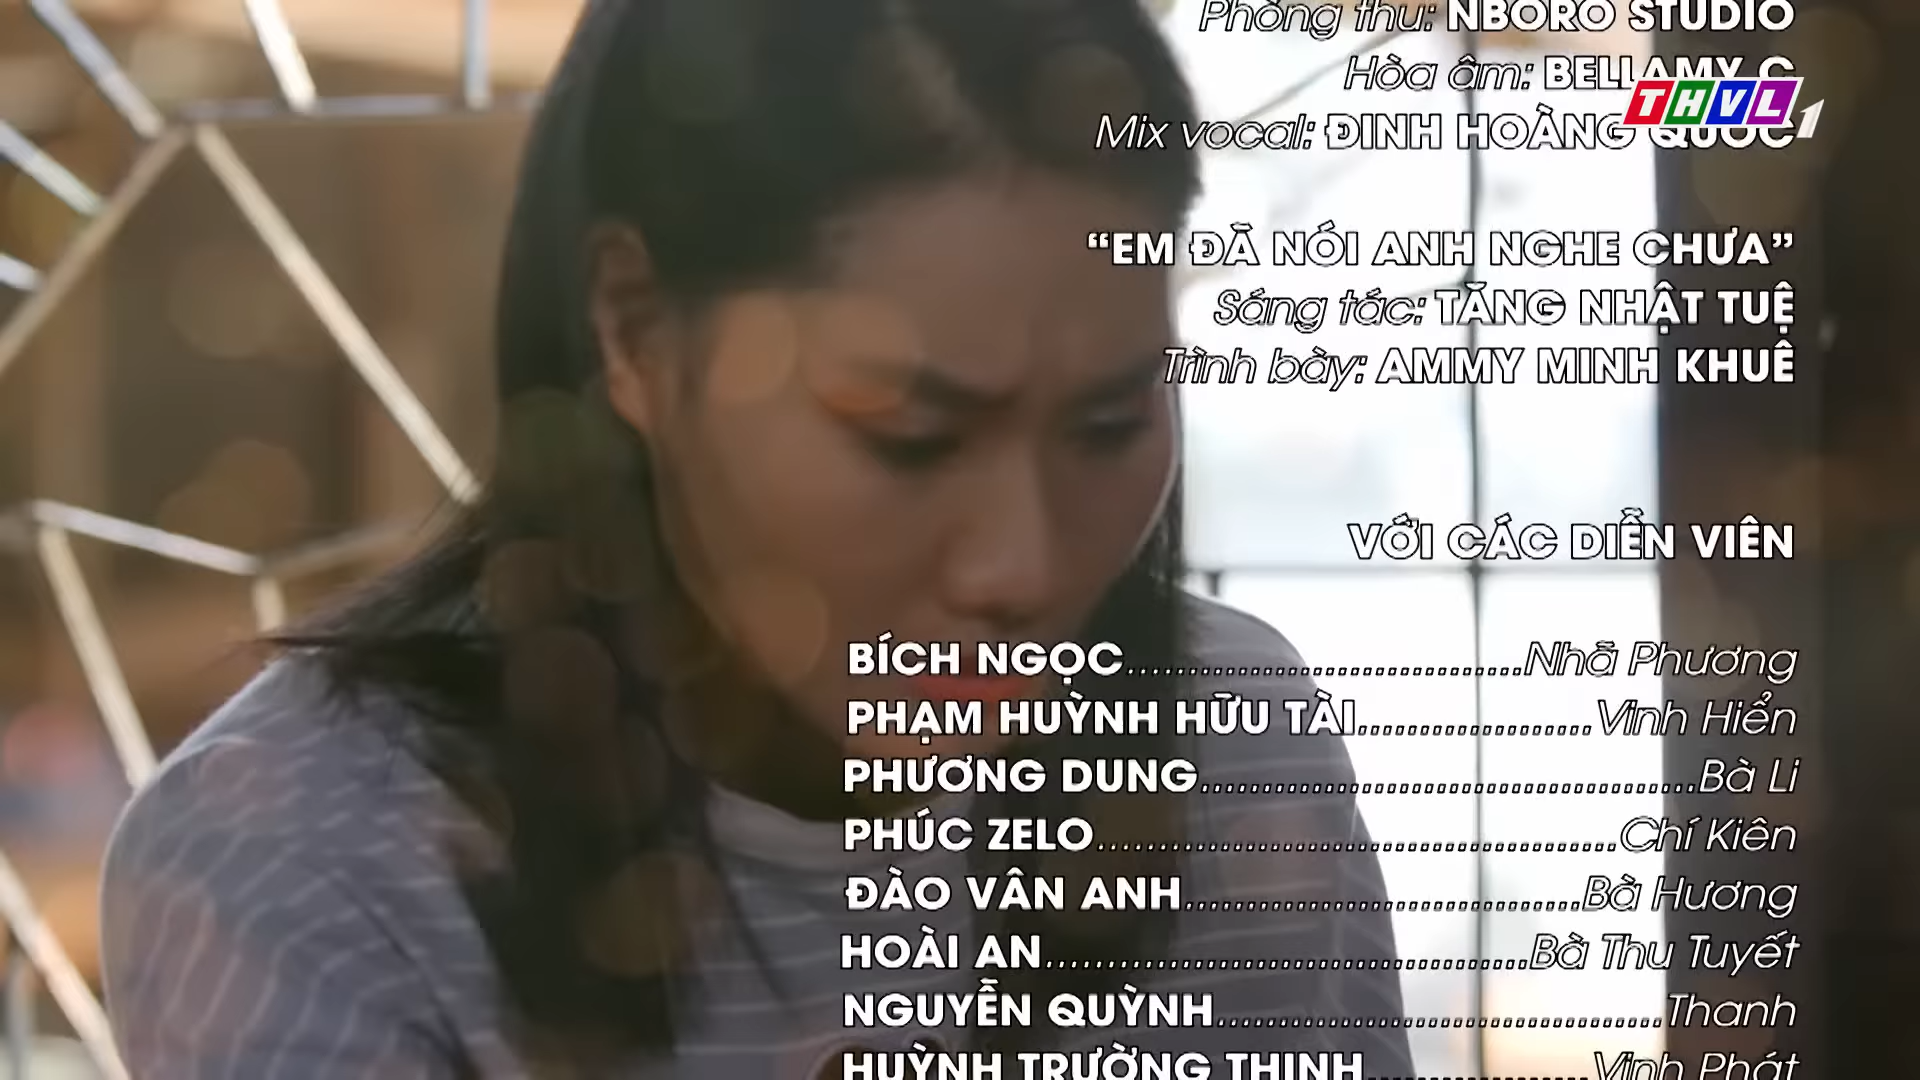 Phòng thu: NBORO STUDIO
Hòa âm: BELLAMY C
THVL1
Mix vocal: ĐINH HOÀNG QUỐC
“EM ĐÃ NÓI ANH NGHE CHƯA”
Sáng tác: TĂNG NHẬT TUỆ
Trình bày: AMMY MINH KHUÊ
VỚI CÁC DIỄN VIÊN
BÍCH NGỌC.................................Nhã Phương
PHẠM HUỲNH HỮU TÀI...................Vinh Hiển
PHƯƠNG DUNG.........................................Bà Li
PHÚC ZELO...........................................Chí Kiên
ĐÀO VÂN ANH.................................Bà Hương
HOÀI AN........................................Bà Thu Tuyết
NGUYỄN QUỲNH.....................................Thanh
HUỲNH TRƯỜNG THỊNH...................Vinh Phát